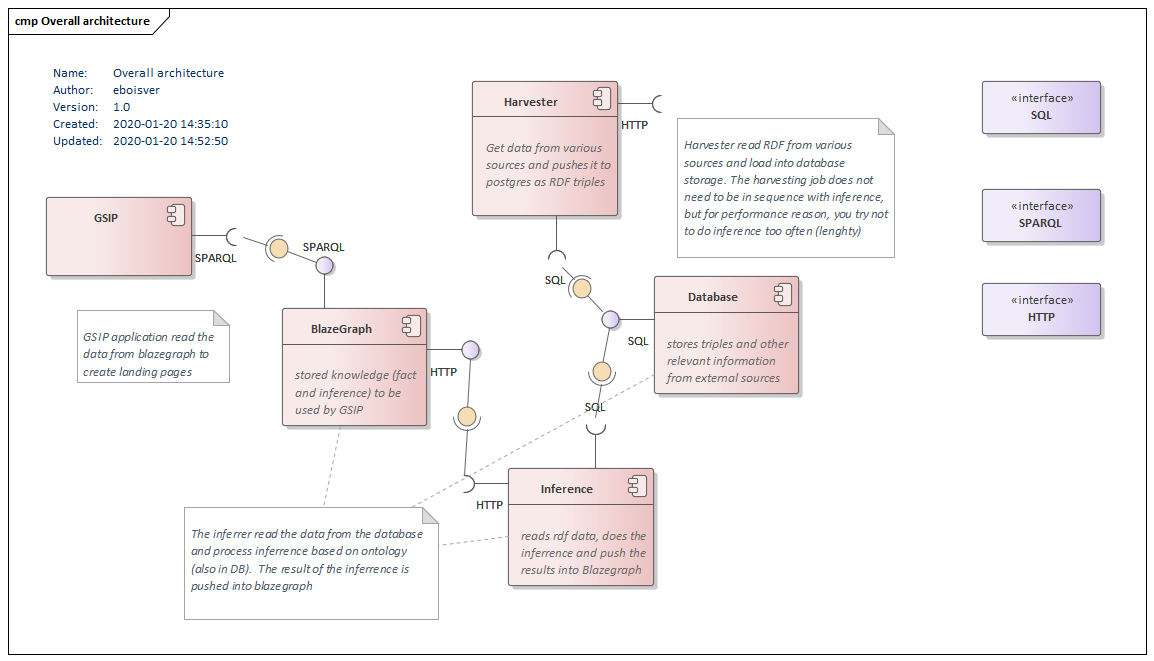 cmp Overall architecture
Name: Overall architecture
Author: eboisver
Version: 1.0
Created: 2020-01-20 14:35:10
Updated: 2020-01-20 14:52:50
Harvester
Get data from various
sources and pushes it to
postgres as RDF triples
HTTP
Harvester read RDF from various
sources and load into database
storage. The harvesting job does not
need to be in sequence with inference,
but for performance reason, you try not
to do inference too often (lenghty)
«interface»
SQL
«interface»
SPARQL
«interface»
HTTP
GSIP
SPARQL
SPARQL
GSIP application read the
data from blazegraph to
create landing pages
BlazeGraph
stored knowledge (fact
and inference) to be
used by GSIP
HTTP
SQL
Database
stores triples and other
relevant information
from external sources
SQL
SQL
HTTP
Inference
reads rdf data, does the
inferrence and push the
results into Blazegraph
The inferrer read the data from the database
and process inferrence based on ontology
(also in DB).  The result of the inferrence is
pushed into blazegraph